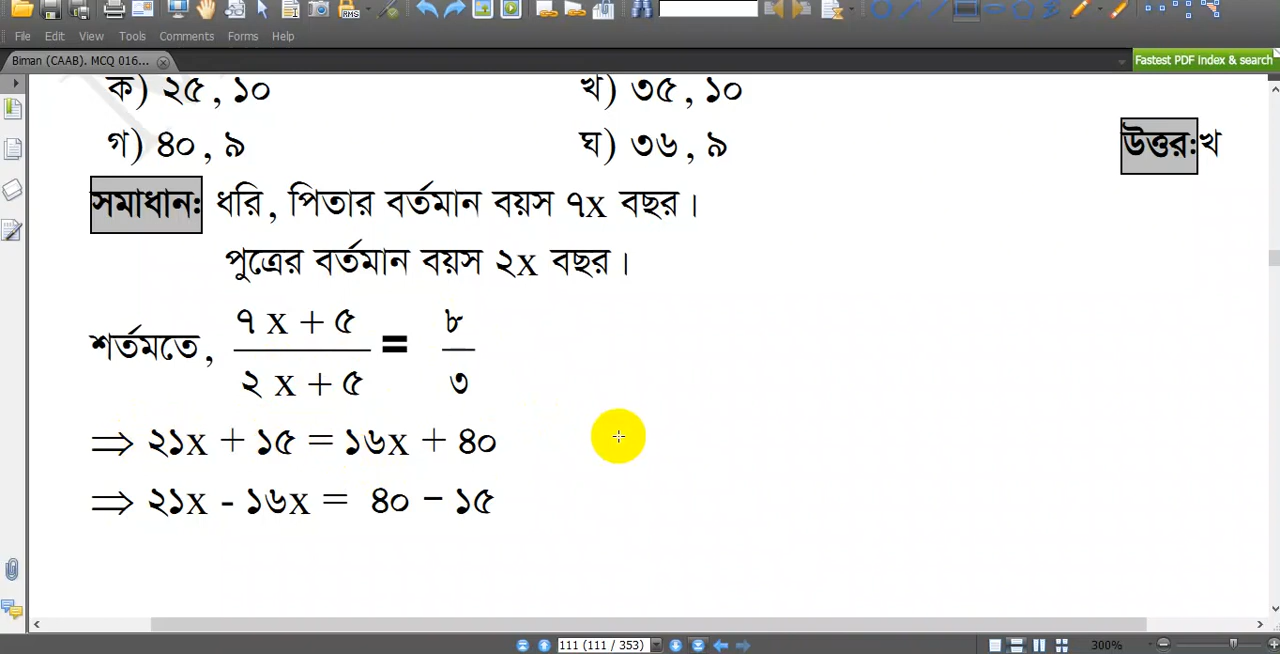 RMS
File Edit View Tools Comments Forms Help
Biman (CAAB). MCQ 016...
Fastest PDF Index & search
ক) ২৫, ১০ খ) ৩৫, ১০
গ) ৪০, ৯ ঘ) ৩৬, ৯
উত্তর:খ
সমাধান: ধরি, পিতার বর্তমান বয়স ৭x বছর।
পুত্রের বর্তমান বয়স ২x বছর।
শর্তমতে, ৭x + ৫ / ২x + ৫ = ৮ / ৩
⇒ ২১x + ১৫ = ১৬x + ৪০
⇒ ২১x - ১৬x = ৪০ – ১৫
111 (111 / 353) 300%